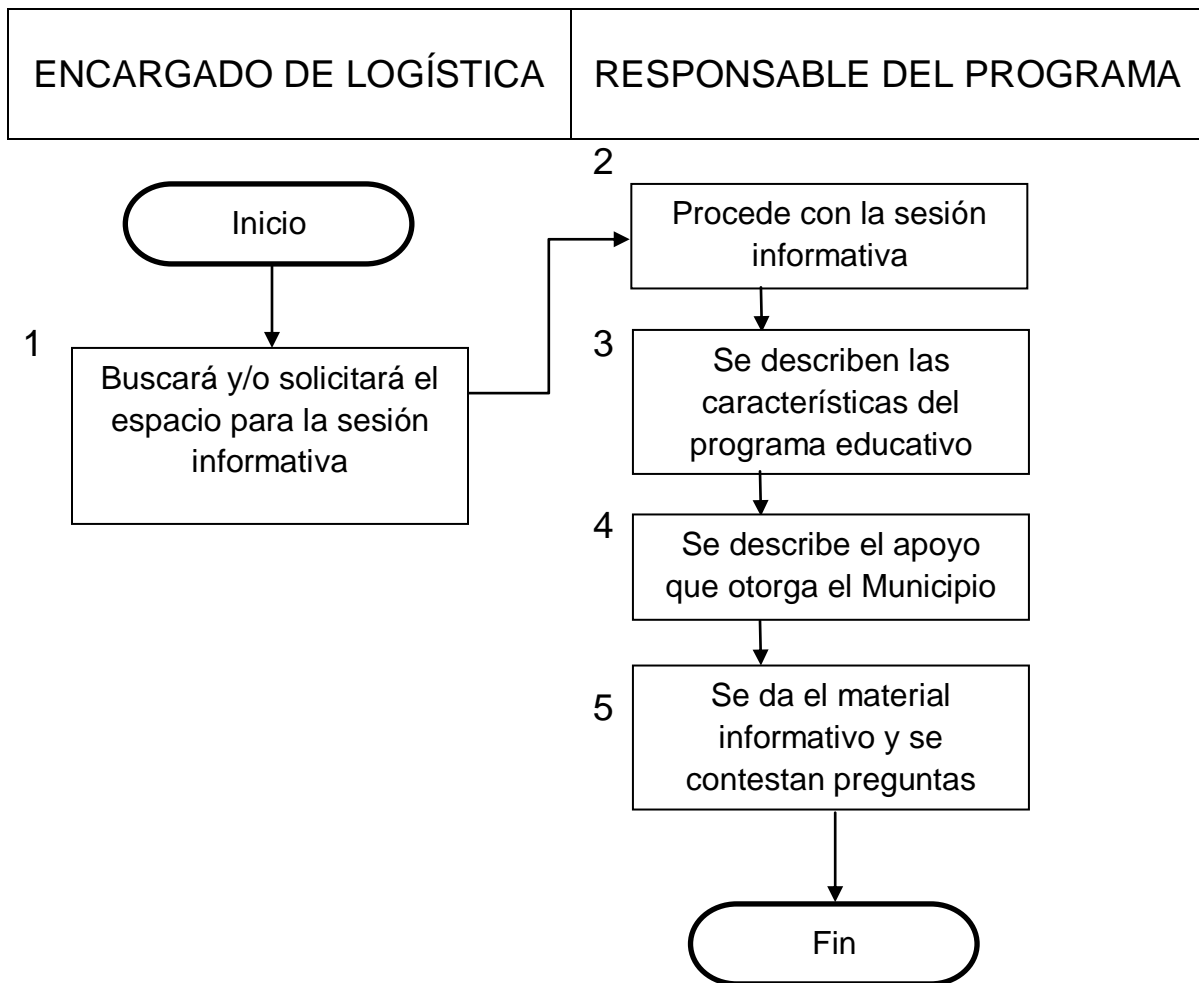 ENCARGADO DE LOGÍSTICA
RESPONSABLE DEL PROGRAMA
Inicio
1
Buscará y/o solicitará el
espacio para la sesión
informativa
2
Procede con la sesión
informativa
3
Se describen las
características del
programa educativo
4
Se describe el apoyo
que otorga el Municipio
5
Se da el material
informativo y se
contestan preguntas
Fin